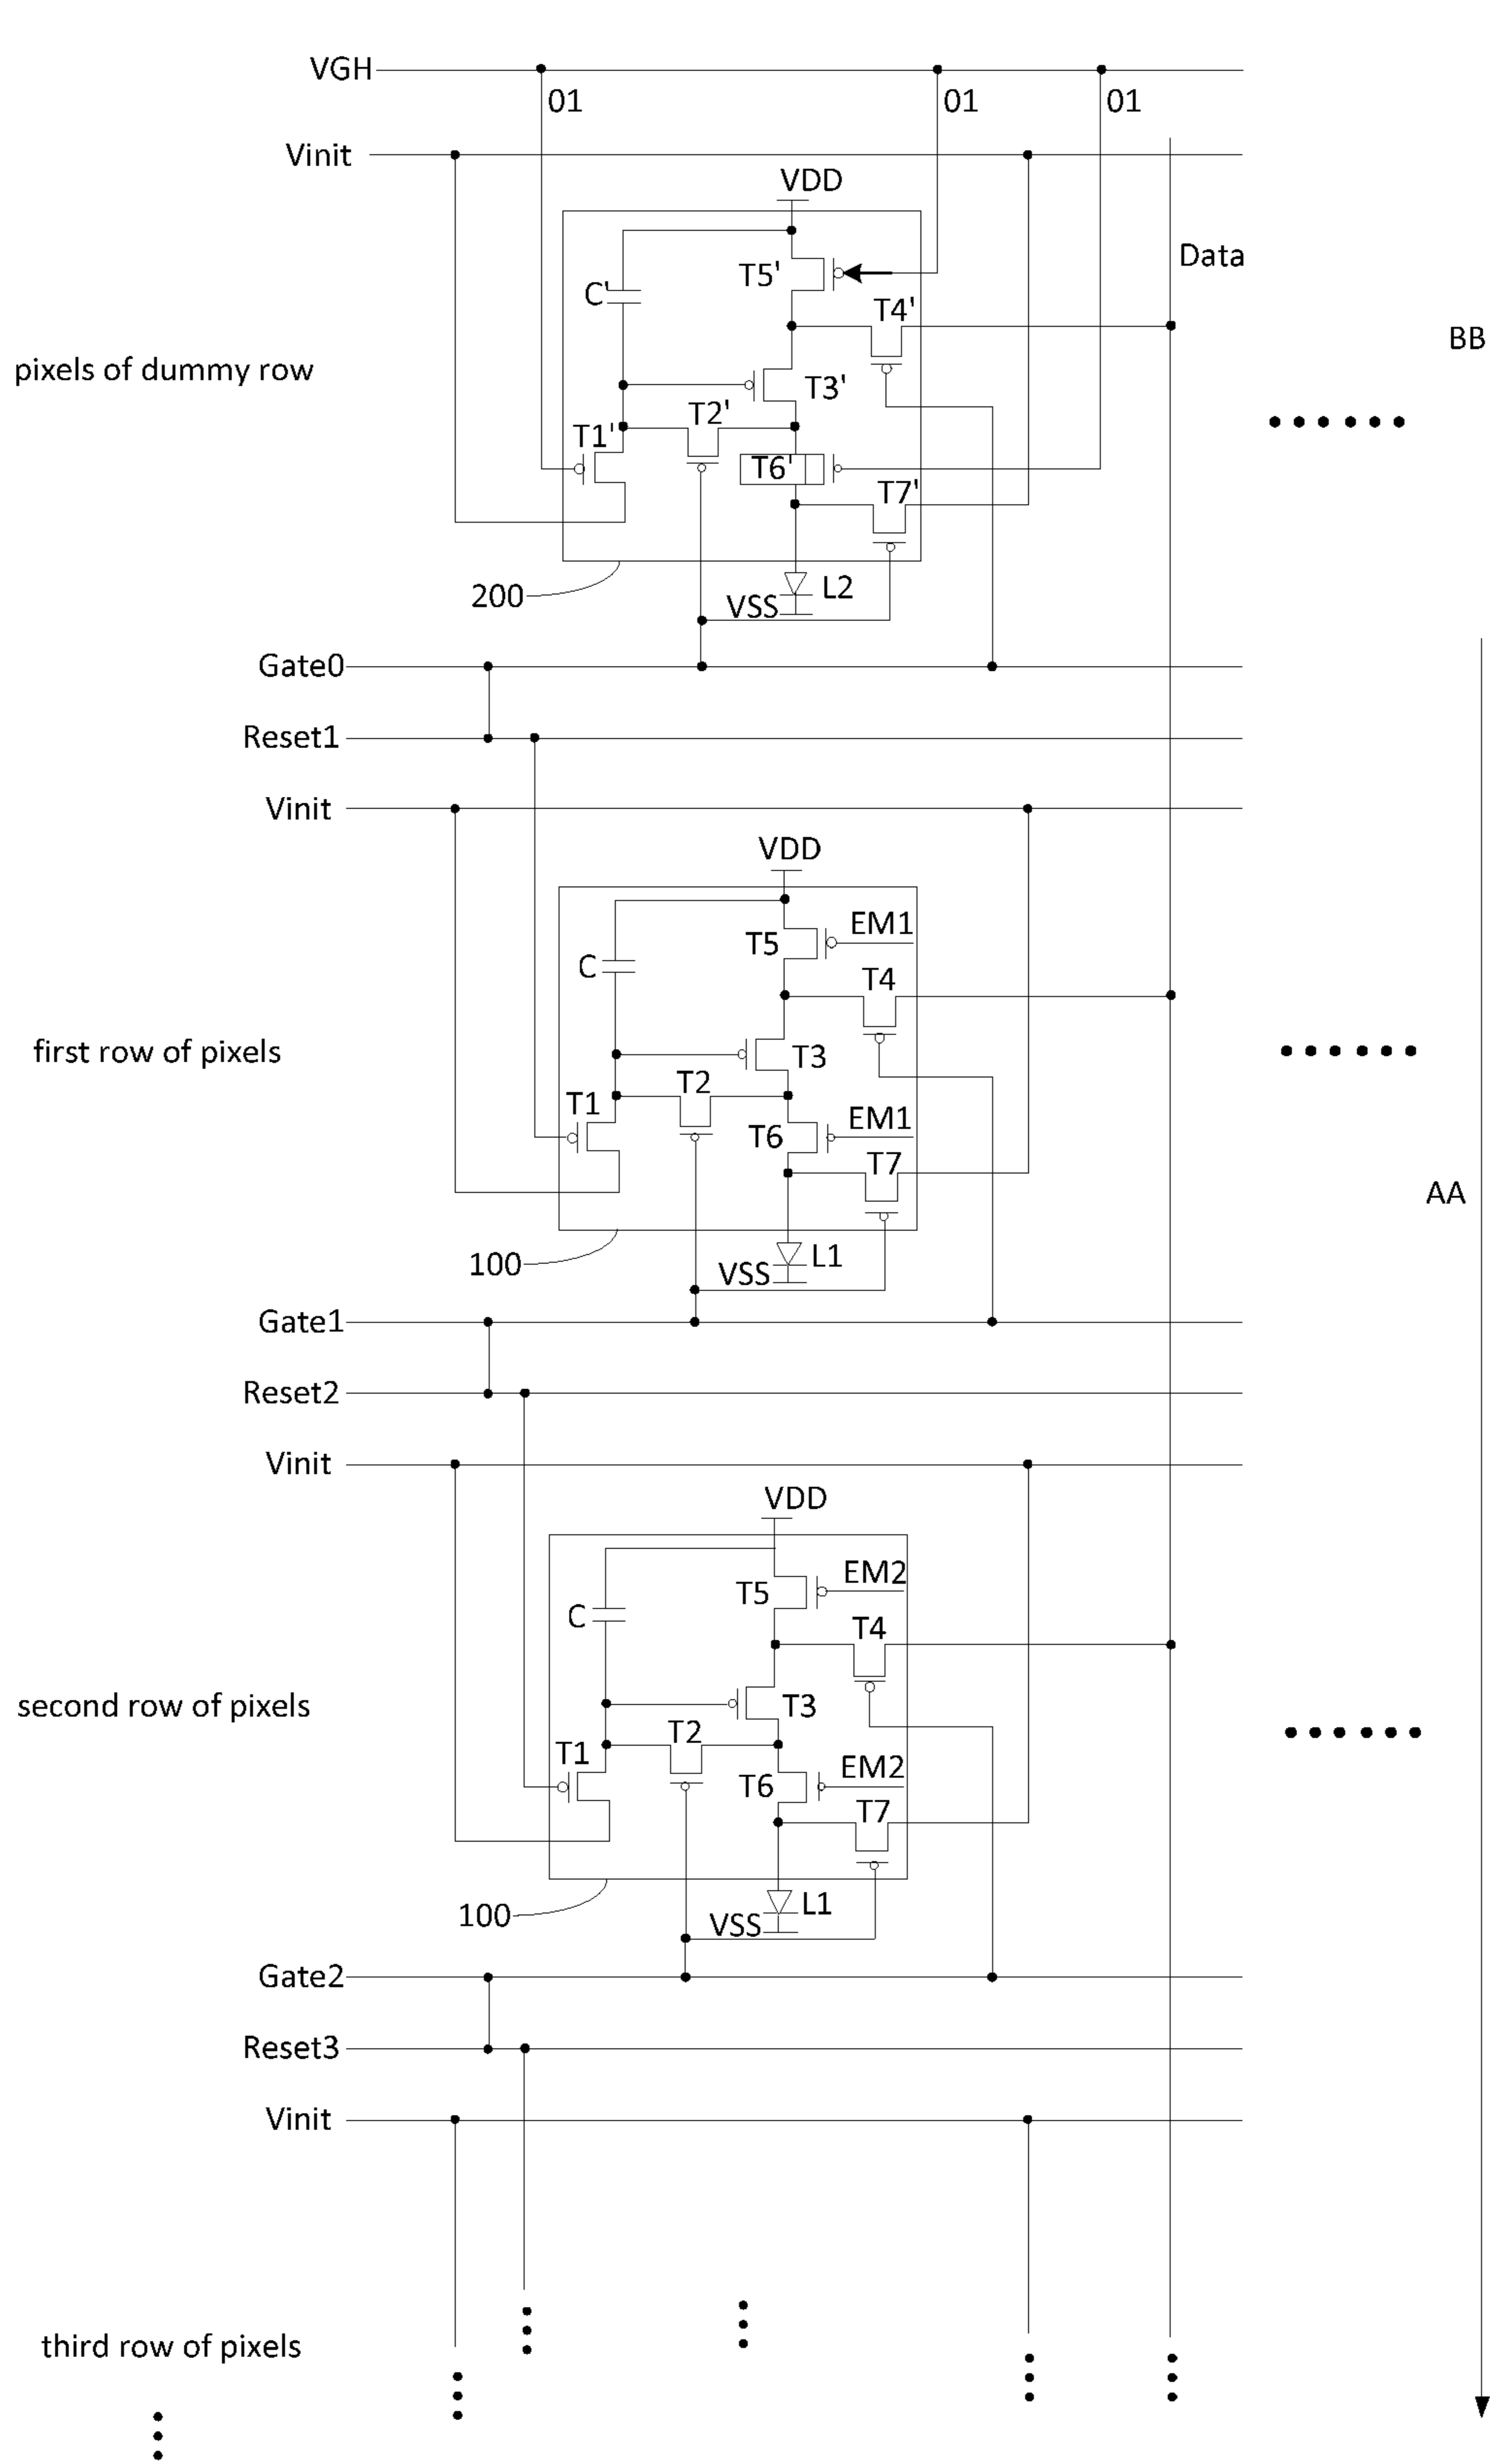 VGH
01 01 01
Vinit
VDD
Data
T5'
C'
T4'
BB
pixels of dummy row
T3'
T2'
T1'
T6'
T7'
200
L2
VSS
Gate0
Reset1
Vinit
VDD
EM1
T5
C
T4
first row of pixels
T3
T2
T1
EM1
T6
T7
AA
100
L1
VSS
Gate1
Reset2
Vinit
VDD
EM2
T5
C
T4
second row of pixels
T3
T2
T1
EM2
T6
T7
100
L1
VSS
Gate2
Reset3
Vinit
third row of pixels